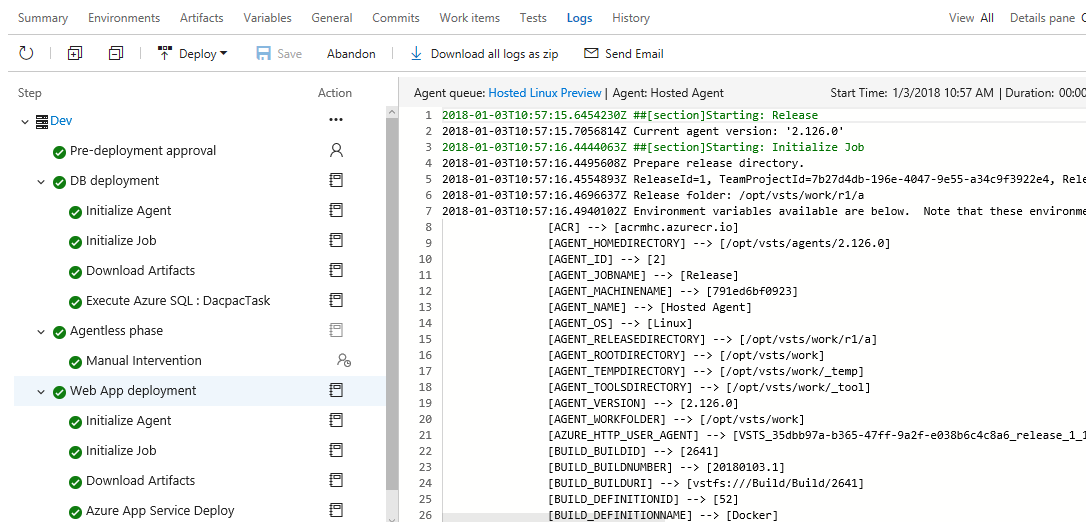 Summary Environments Artifacts Variables General Commits Work items Tests Logs History View All Details pane
Deploy Save Abandon Download all logs as zip Send Email
Step Action
Dev ...
Pre-deployment approval
DB deployment
Initialize Agent
Initialize Job
Download Artifacts
Execute Azure SQL : DacpacTask
Agentless phase
Manual Intervention
Web App deployment
Initialize Agent
Initialize Job
Download Artifacts
Azure App Service Deploy
Agent queue: Hosted Linux Preview | Agent: Hosted Agent Start Time: 1/3/2018 10:57 AM | Duration: 00:00
1 2018-01-03T10:57:15.6454230Z ##[section]Starting: Release
2 2018-01-03T10:57:15.7056814Z Current agent version: '2.126.0'
3 2018-01-03T10:57:16.4444063Z ##[section]Starting: Initialize Job
4 2018-01-03T10:57:16.4495608Z Prepare release directory.
5 2018-01-03T10:57:16.4554893Z ReleaseId=1, TeamProjectId=7b27d4db-196e-4047-9e55-a34c9f3922e4, Rele
6 2018-01-03T10:57:16.4696637Z Release folder: /opt/vsts/work/r1/a
7 2018-01-03T10:57:16.4940102Z Environment variables available are below.  Note that these environme
8 [ACR] --> [acrmhc.azurecr.io]
9 [AGENT_HOMEDIRECTORY] --> [/opt/vsts/agents/2.126.0]
10 [AGENT_ID] --> [2]
11 [AGENT_JOBNAME] --> [Release]
12 [AGENT_MACHINENAME] --> [791ed6bf0923]
13 [AGENT_NAME] --> [Hosted Agent]
14 [AGENT_OS] --> [Linux]
15 [AGENT_RELEASEDIRECTORY] --> [/opt/vsts/work/r1/a]
16 [AGENT_ROOTDIRECTORY] --> [/opt/vsts/work]
17 [AGENT_TEMPDIRECTORY] --> [/opt/vsts/work/_temp]
18 [AGENT_TOOLSDIRECTORY] --> [/opt/vsts/work/_tool]
19 [AGENT_VERSION] --> [2.126.0]
20 [AGENT_WORKFOLDER] --> [/opt/vsts/work]
21 [AZURE_HTTP_USER_AGENT] --> [VSTS_35dbb97a-b365-47ff-9a2f-e038b6c4c8a6_release_1_1
22 [BUILD_BUILDID] --> [2641]
23 [BUILD_BUILDNUMBER] --> [20180103.1]
24 [BUILD_BUILDURI] --> [vstfs:///Build/Build/2641]
25 [BUILD_DEFINITIONID] --> [52]
26 [BUILD_DEFINITIONNAME] --> [Docker]